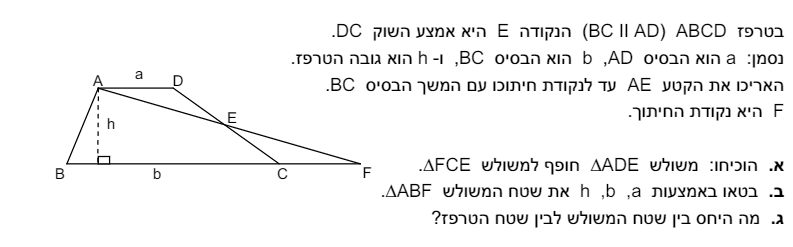 בטרפז ABCD ‏(BC II AD) הנקודה E היא אמצע השוק DC.
נסמן: a הוא הבסיס AD, ‏b הוא הבסיס BC, ו- h הוא גובה הטרפז.
האריכו את הקטע AE עד לנקודת חיתוכו עם המשך הבסיס BC.
F היא נקודת החיתוך.
א. הוכיחו: משולש ΔADE חופף למשולש ΔFCE.
ב. בטאו באמצעות a, b, h את שטח המשולש ΔABF.
ג. מה היחס בין שטח המשולש לבין שטח הטרפז?
a
A D
E
h
B b C F